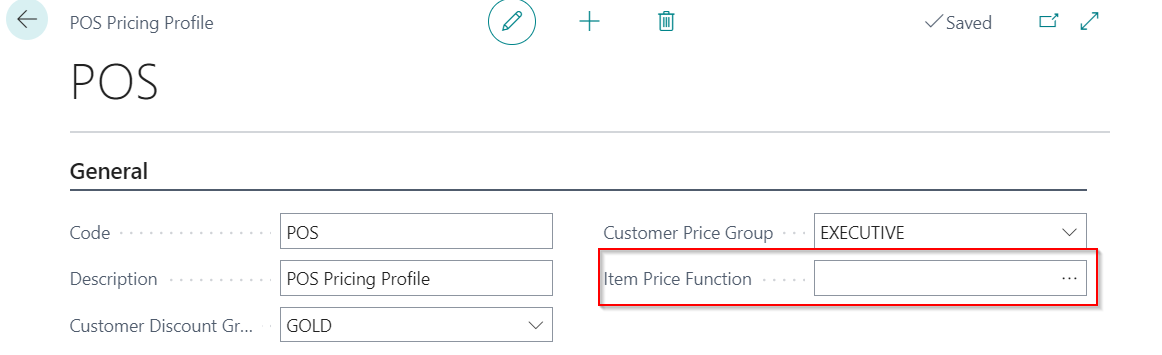 POS Pricing Profile
Saved
POS
General
Code POS
Customer Price Group EXECUTIVE
Description POS Pricing Profile
Item Price Function ...
Customer Discount Gr... GOLD